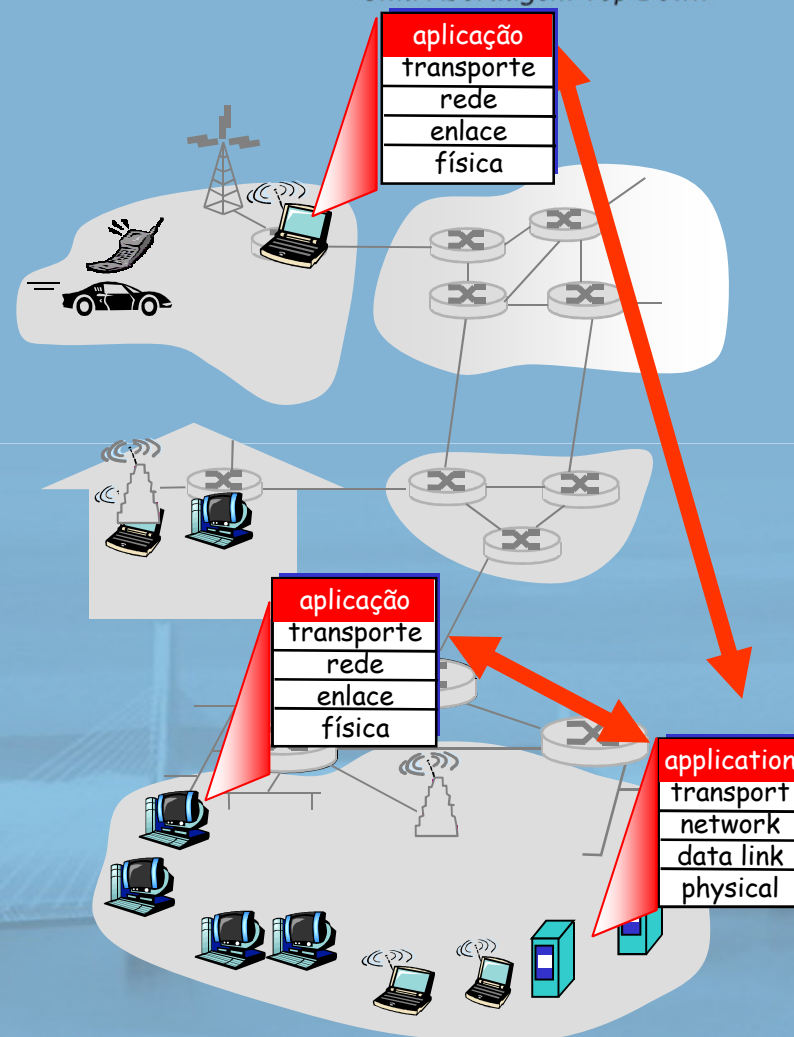 aplicação
transporte
rede
enlace
física
aplicação
transporte
rede
enlace
física
application
transport
network
data link
physical